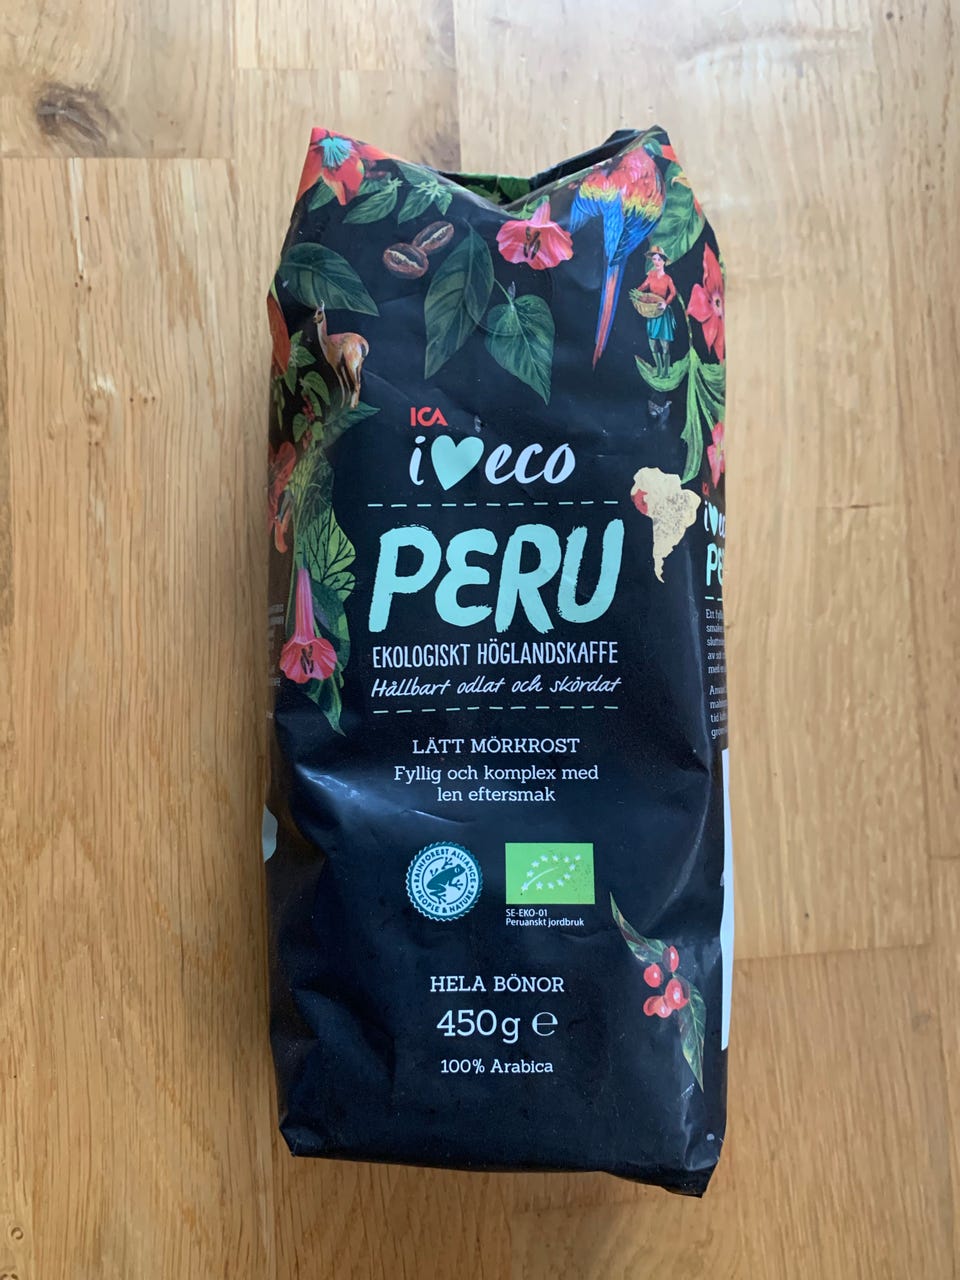 ICA
i eco
PERU
EKOLOGISKT HÖGLANDSKAFFE
Hållbart odlat och skördat
LÄTT MÖRKROST
Fyllig och komplex med
len eftersmak
RAINFOREST ALLIANCE
PEOPLE & NATURE
SE-EKO-01
Peruanskt jordbruk
HELA BÖNOR
450g ℮
100% Arabica